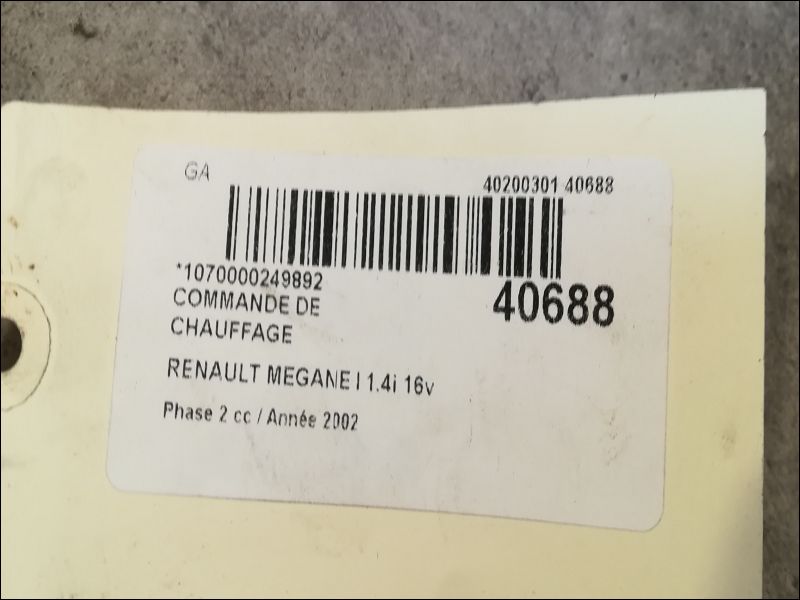 GA
40200301 40688
*1070000249892
40688
COMMANDE DE
CHAUFFAGE
RENAULT MEGANE I 1.4i 16v
Phase 2 cc / Année 2002